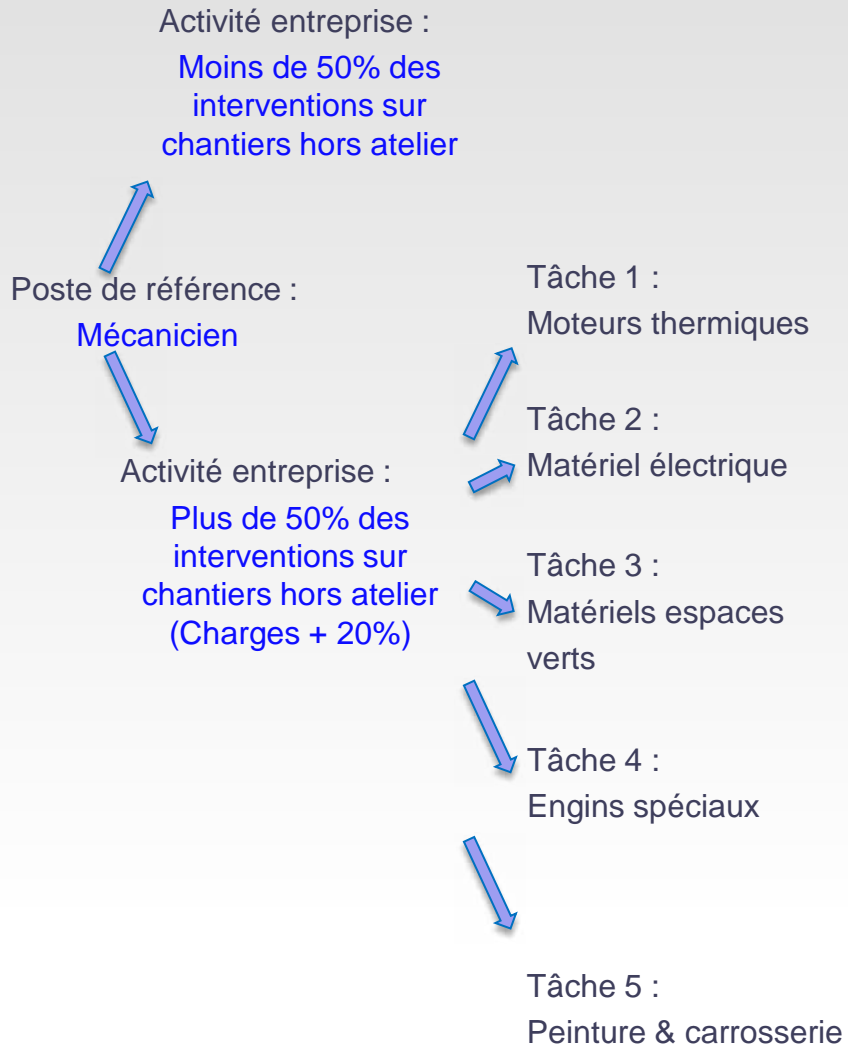 Activité entreprise :
Moins de 50% des
interventions sur
chantiers hors atelier
Poste de référence :
Mécanicien
Activité entreprise :
Plus de 50% des
interventions sur
chantiers hors atelier
(Charges + 20%)
Tâche 1 :
Moteurs thermiques
Tâche 2 :
Matériel électrique
Tâche 3 :
Matériels espaces
verts
Tâche 4 :
Engins spéciaux
Tâche 5 :
Peinture & carrosserie